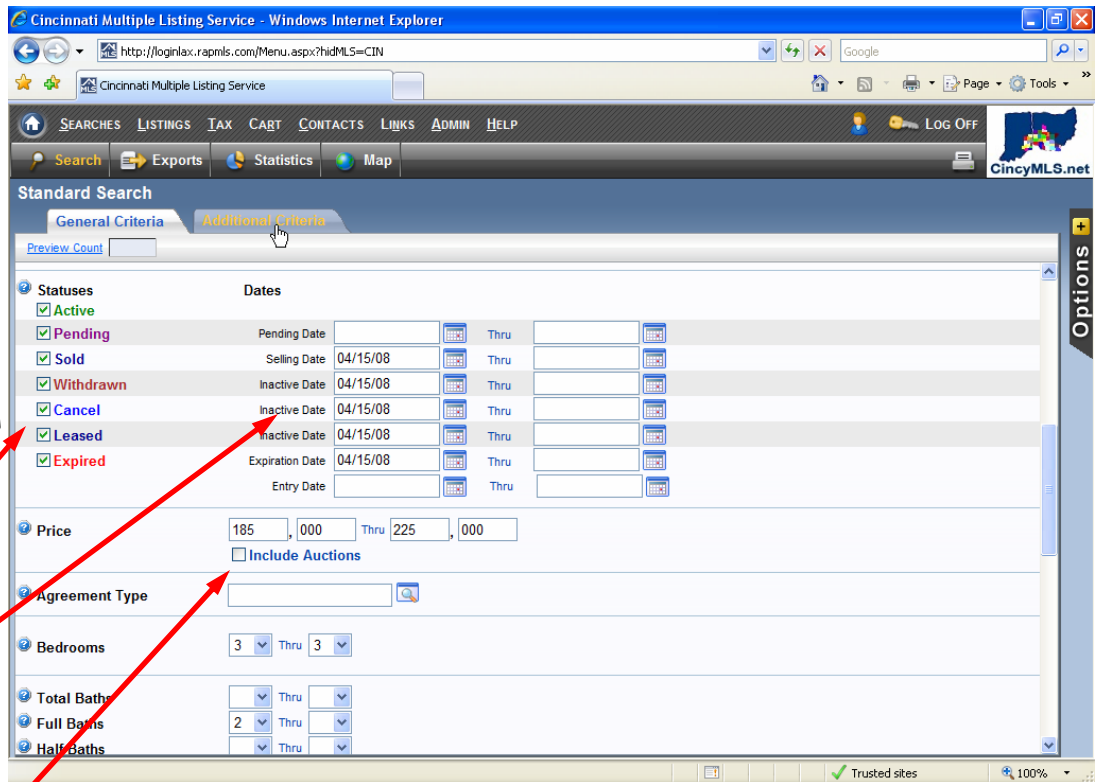 Cincinnati Multiple Listing Service - Windows Internet Explorer
http://loginlax.rapmls.com/Menu.aspx?hidMLS=CIN
Google
Cincinnati Multiple Listing Service
Page Tools »
SEARCHES LISTINGS TAX CART CONTACTS LINKS ADMIN HELP LOG OFF
Search Exports Statistics Map
CincyMLS.net
Standard Search
General Criteria Additional Criteria
Preview Count
Options
Statuses Dates
Active
Pending Pending Date Thru
Sold Selling Date 04/15/08 Thru
Withdrawn Inactive Date 04/15/08 Thru
Cancel Inactive Date 04/15/08 Thru
Leased Inactive Date 04/15/08 Thru
Expired Expiration Date 04/15/08 Thru
Entry Date Thru
Price 185 , 000 Thru 225 , 000
Include Auctions
Agreement Type
Bedrooms 3 Thru 3
Total Baths Thru
Full Baths 2 Thru
Half Baths Thru
Trusted sites 100%